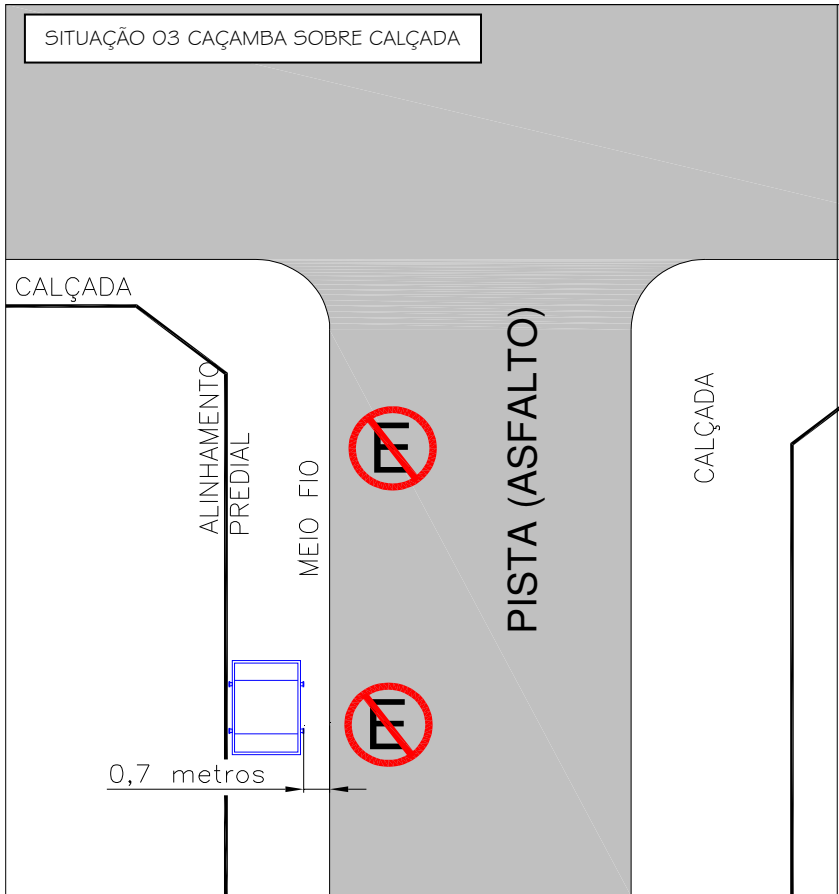 SITUAÇÃO 03 CAÇAMBA SOBRE CALÇADA
CALÇADA
ALINHAMENTO
PREDIAL
MEIO FIO
E
PISTA (ASFALTO)
CALÇADA
E
0,7 metros